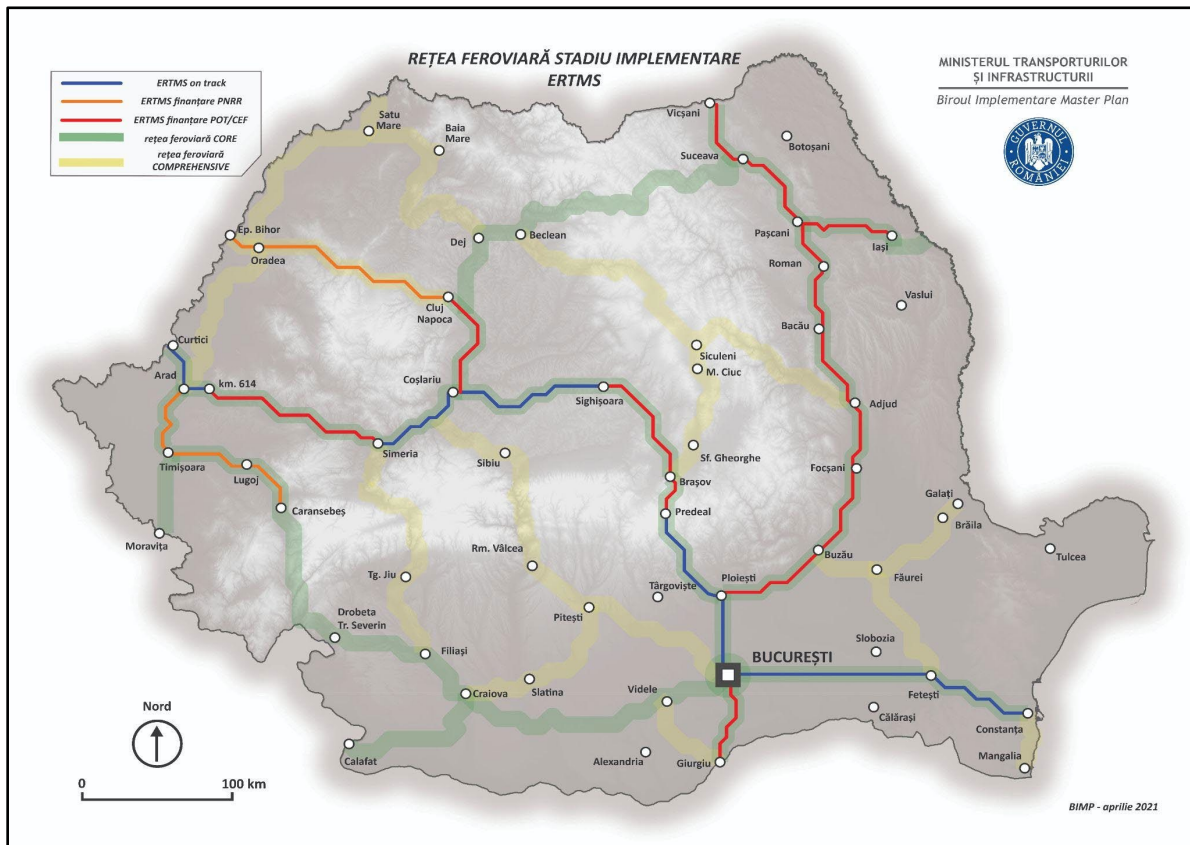 REȚEA FEROVIARĂ STADIU IMPLEMENTARE
ERTMS
MINISTERUL TRANSPORTURILOR
ȘI INFRASTRUCTURII
Biroul Implementare Master Plan
GUVERNUL
ROMÂNIEI
ERTMS on track
ERTMS finanțare PNRR
ERTMS finanțare POT/CEF
rețea feroviară CORE
rețea feroviară
COMPREHENSIVE
Vicșani
Satu
Mare
Baia
Mare
Botoșani
Suceava
Ep. Bihor
Oradea
Dej
Beclean
Pașcani
Iași
Roman
Cluj
Napoca
Vaslui
Bacău
Curtici
Siculeni
M. Ciuc
Arad
km. 614
Coșlariu
Sighișoara
Adjud
Simeria
Sibiu
Sf. Gheorghe
Timișoara
Lugoj
Brașov
Focșani
Caransebeș
Predeal
Galați
Brăila
Moravița
Rm. Vâlcea
Buzău
Tulcea
Tg. Jiu
Târgoviște
Ploiești
Făurei
Pitești
Drobeta
Tr. Severin
Slobozia
Filiași
BUCUREȘTI
Craiova
Slatina
Videle
Fetești
Călărași
Constanța
Calafat
Alexandria
Giurgiu
Mangalia
Nord
0
100 km
BIMP - aprilie 2021